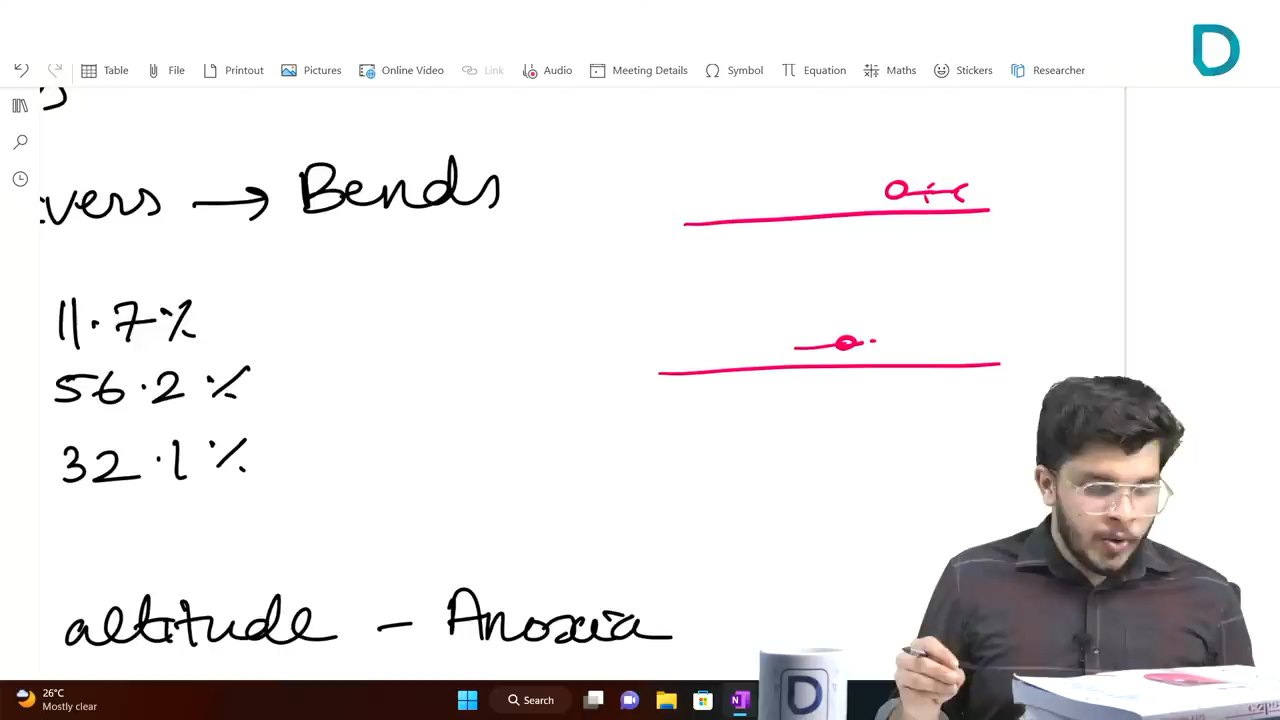 D
Table File Printout Pictures Online Video Link Audio Meeting Details Symbol Equation Maths Stickers Researcher
vers → Bends
air
11.7%
56.2%
32.1%
altitude - Anoxia
D
26°C
Mostly clear
Search